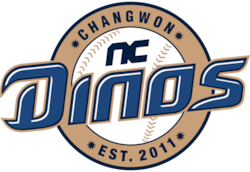 CHANGWON
NC
DINOS
EST. 2011